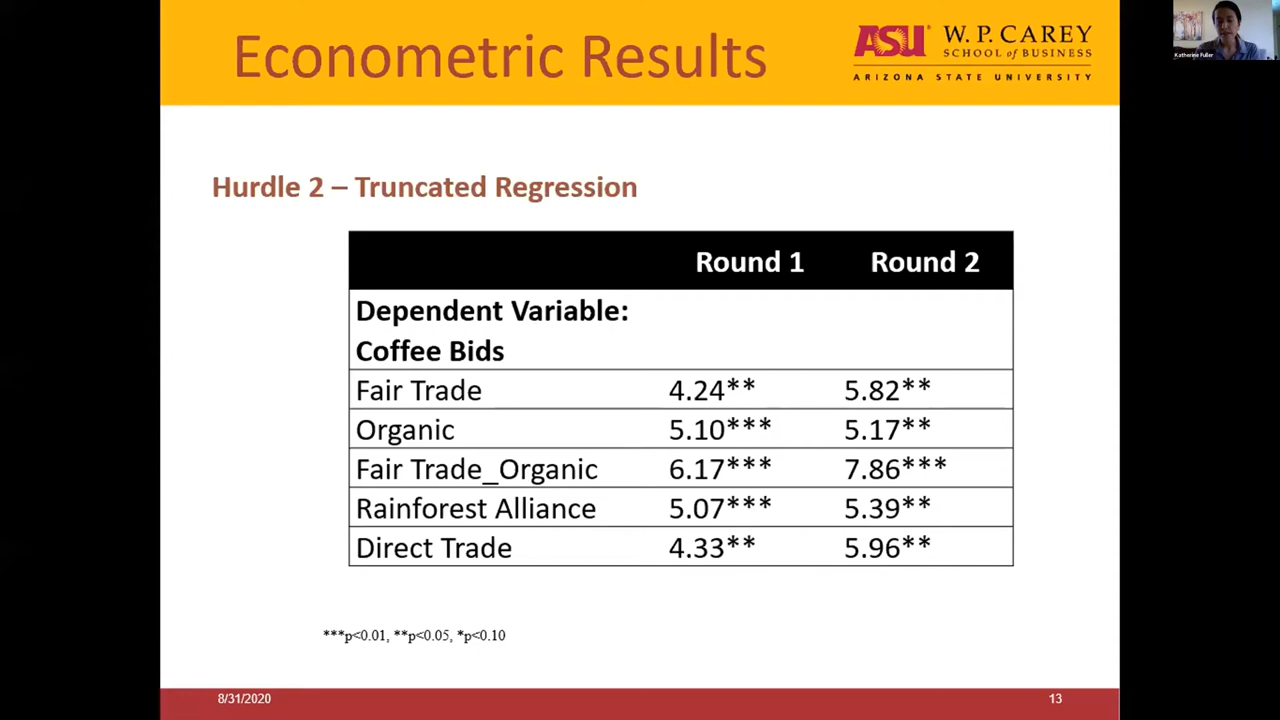 Econometric Results
ASU W. P. CAREY
SCHOOL of BUSINESS
ARIZONA STATE UNIVERSITY
Katherine Fuller
Hurdle 2 – Truncated Regression
Round 1 Round 2
Dependent Variable:
Coffee Bids
Fair Trade 4.24** 5.82**
Organic 5.10*** 5.17**
Fair Trade_Organic 6.17*** 7.86***
Rainforest Alliance 5.07*** 5.39**
Direct Trade 4.33** 5.96**
***p<0.01, **p<0.05, *p<0.10
8/31/2020 13